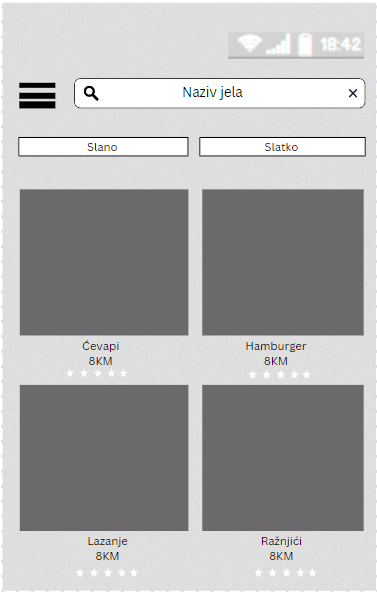 18:42
Naziv jela
Slano
Slatko
Ćevapi
8KM
Hamburger
8KM
Lazanje
8KM
Ražnjići
8KM